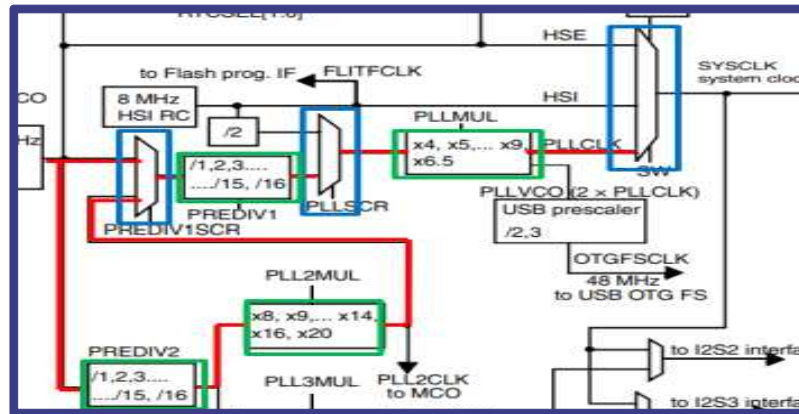 HSE
SYSCLK
system cloc
to Flash prog. IF
FLITFCLK
CO
8 MHz
HSI RC
HSI
/2
PLLMUL
Hz
x4, x5,... x9,
x6.5
PLLCLK
/1,2,3....
..../15, /16
SW
PREDIV1
PLLSCR
PLLVCO (2 × PLLCLK)
PREDIV1SCR
USB prescaler
/2,3
OTGFSCLK
48 MHz
to USB OTG FS
PLL2MUL
x8, x9,... x14,
x16, x20
PREDIV2
/1,2,3....
..../15, /16
PLL2CLK
to MCO
PLL3MUL
to I2S2 interfa
to I2S3 interfa